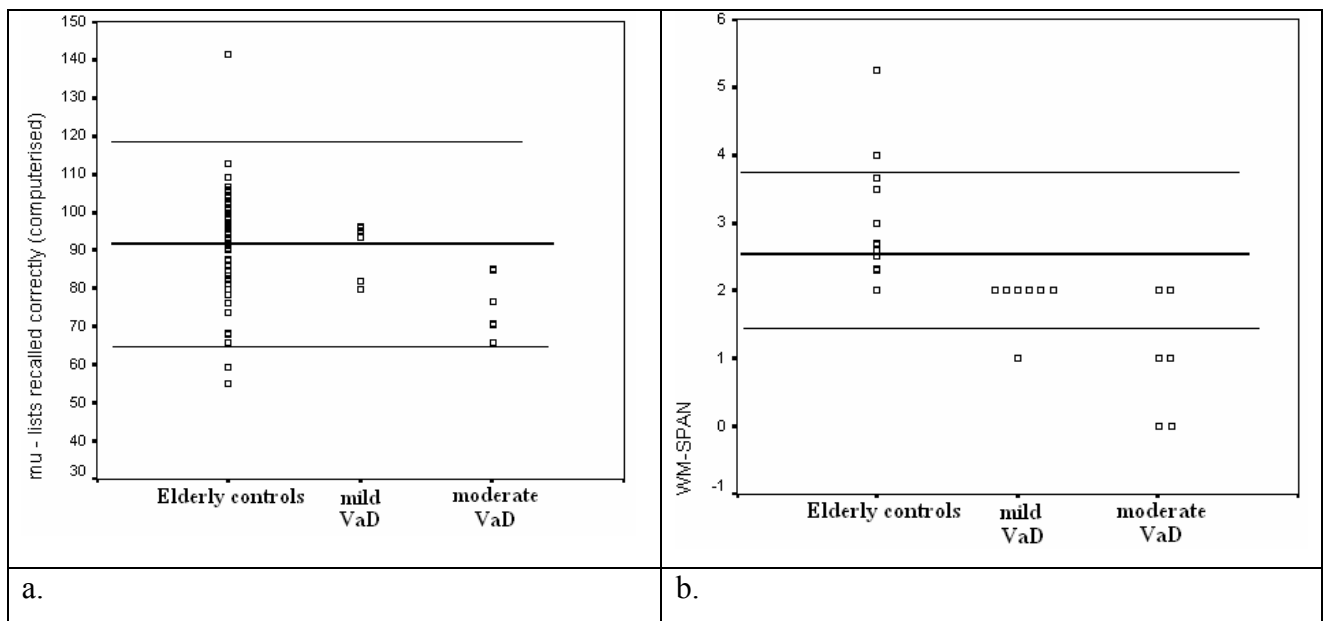 150
140
130
120
110
100
90
80
70
60
50
40
30
mu - lists recalled correctly (computerised)
Elderly controls
mild
VaD
moderate
VaD
a.
6
5
4
3
2
1
0
-1
WM-SPAN
Elderly controls
mild
VaD
moderate
VaD
b.